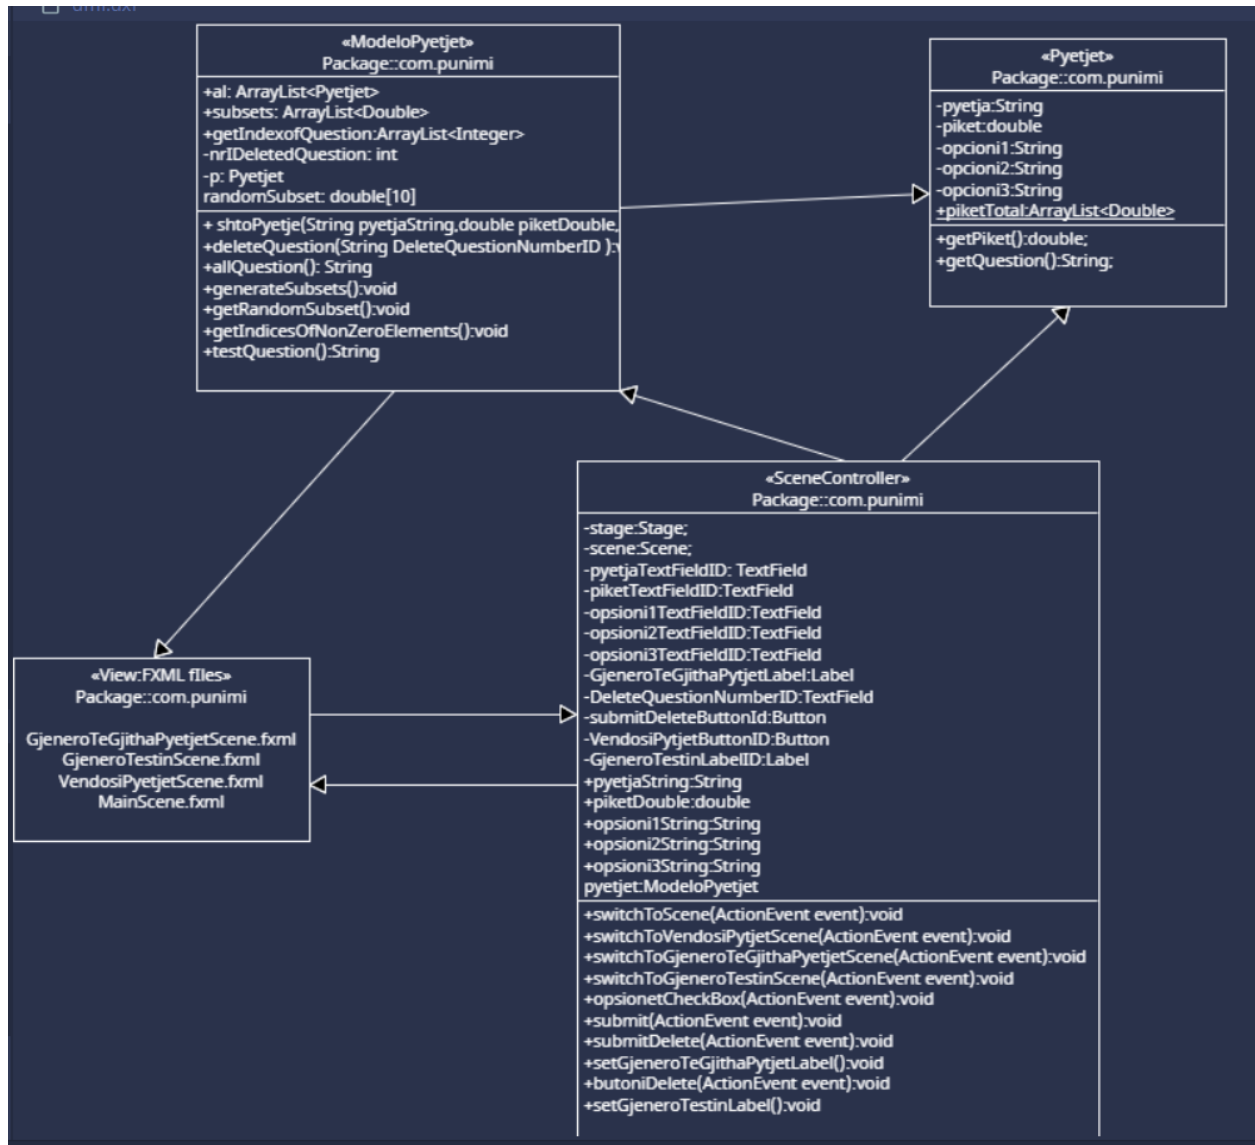 «ModeloPyetjet»
Package::com.punimi
+al: ArrayList<Pyetjet>
+subsets: ArrayList<Double>
+getIndexofQuestion:ArrayList<Integer>
-nrIDeletedQuestion: int
-p: Pyetjet
randomSubset: double[10]
+ shtoPyetje(String pyetjaString,double piketDouble,
+deleteQuestion(String DeleteQuestionNumberID ):
+allQuestion(): String
+generateSubsets():void
+getRandomSubset():void
+getIndicesOfNonZeroElements():void
+testQuestion():String
«Pyetjet»
Package::com.punimi
-pyetja:String
-piket:double
-opcioni1:String
-opcioni2:String
-opcioni3:String
+piketTotal:ArrayList<Double>
+getPiket():double;
+getQuestion():String;
«View:FXML fIles»
Package::com.punimi
GjeneroTeGjithaPyetjetScene.fxml
GjeneroTestinScene.fxml
VendosiPyetjetScene.fxml
MainScene.fxml
«SceneController»
Package::com.punimi
-stage:Stage;
-scene:Scene;
-pyetjaTextFieldID: TextField
-piketTextFieldID:TextField
-opsioni1TextFieldID:TextField
-opsioni2TextFieldID:TextField
-opsioni3TextFieldID:TextField
-GjeneroTeGjithaPytjetLabel:Label
-DeleteQuestionNumberID:TextField
-submitDeleteButtonId:Button
-VendosiPytjetButtonID:Button
-GjeneroTestinLabelID:Label
+pyetjaString:String
+piketDouble:double
+opsioni1String:String
+opsioni2String:String
+opsioni3String:String
pyetjet:ModeloPyetjet
+switchToScene(ActionEvent event):void
+switchToVendosiPytjetScene(ActionEvent event):void
+switchToGjeneroTeGjithaPyetjetScene(ActionEvent event):void
+switchToGjeneroTestinScene(ActionEvent event):void
+opsionetCheckBox(ActionEvent event):void
+submit(ActionEvent event):void
+submitDelete(ActionEvent event):void
+setGjeneroTeGjithaPytjetLabel():void
+butoniDelete(ActionEvent event):void
+setGjeneroTestinLabel():void